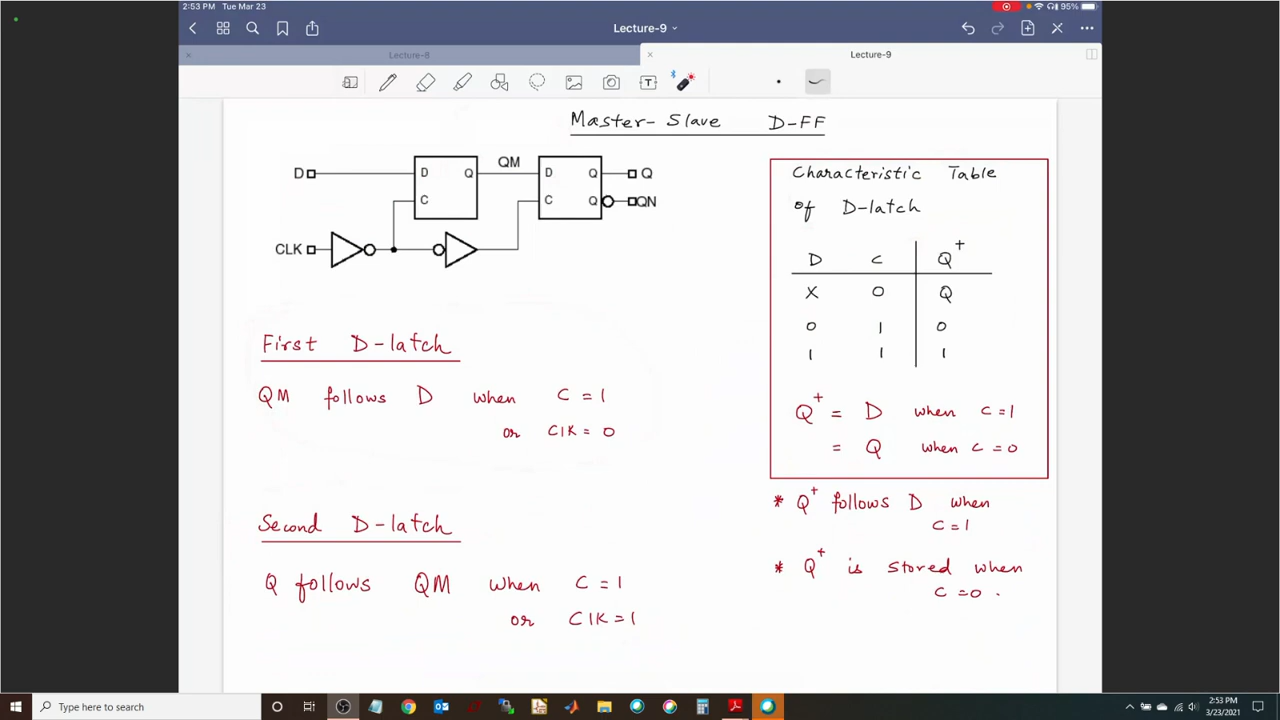 2:53 PM Tue Mar 23
95%
Lecture-9
Lecture-8
Lecture-9
T
Master-Slave D-FF
D
D Q
QM
D Q
Q
C
C Q
QN
CLK
Characteristic Table
of D-latch
D C Q+
X 0 Q
0 1 0
1 1 1
Q+ = D when C=1
= Q when C=0
* Q+ follows D when
C=1
* Q+ is stored when
C=0.
First D-latch
QM follows D when C=1
or CLK=0
Second D-latch
Q follows QM when C=1
or CLK=1
Type here to search
2:53 PM
3/23/2021